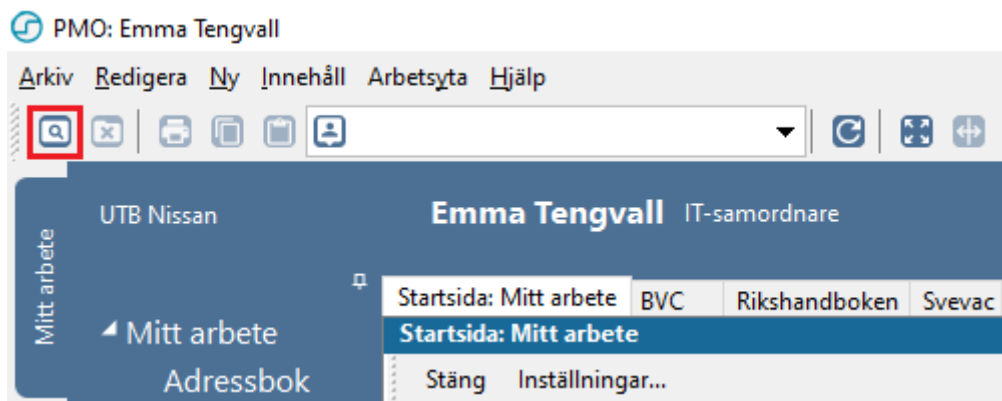 PMO: Emma Tengvall
Arkiv Redigera Ny Innehåll Arbetsyta Hjälp
UTB Nissan Emma Tengvall IT-samordnare
Mitt arbete
Startsida: Mitt arbete BVC Rikshandboken Svevac
Mitt arbete Startsida: Mitt arbete
Adressbok Stäng Inställningar...